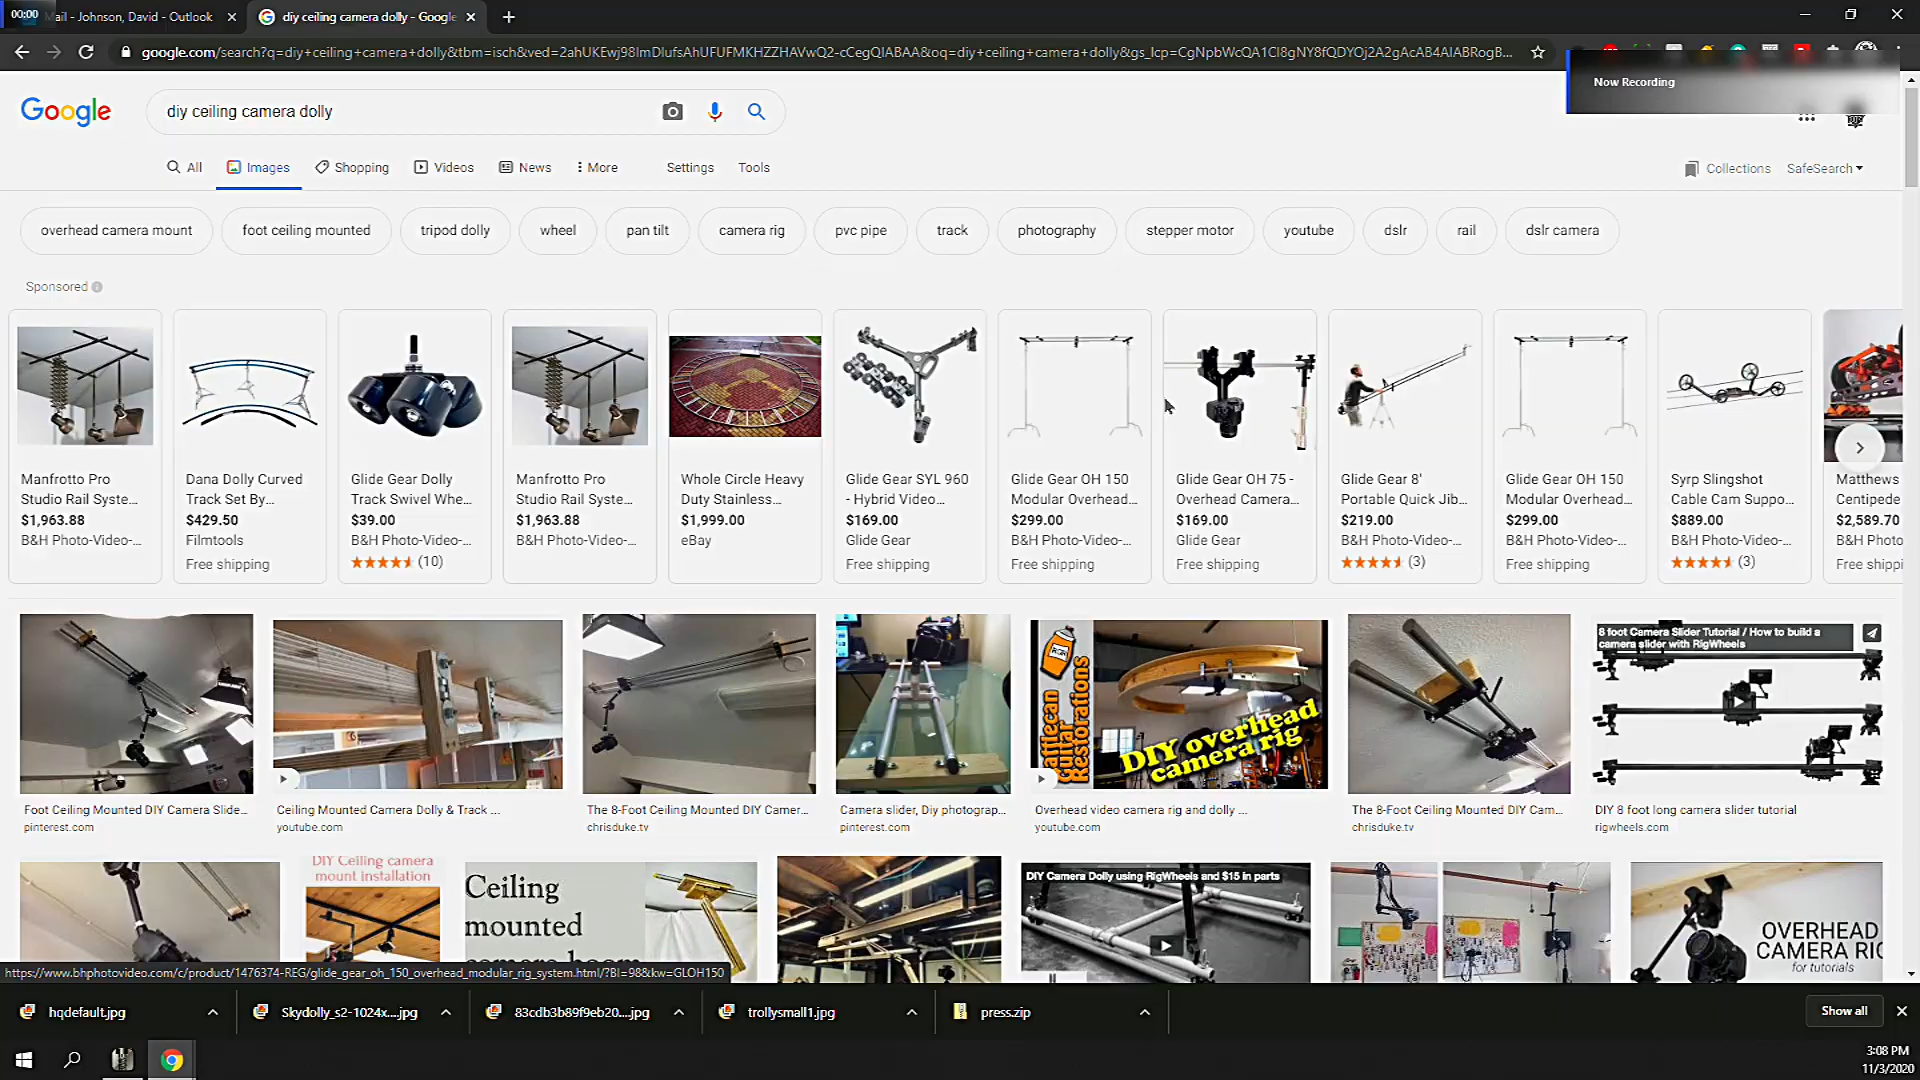 00:00
ail - Johnson, David - Outlook
diy ceiling camera dolly - Google
google.com/search?q=diy+ceiling+camera+dolly&tbm=isch&ved=2ahUKEwj98ImDlufsAhUFUFMKHZZHAVwQ2-cCegQIABAA&oq=diy+ceiling+camera+dolly&gs_lcp=CgNpbWcQA1CI8gNY8fQDYOj2A2gAcAB4AIABRogB...
Now Recording
Google
diy ceiling camera dolly
All Images Shopping Videos News More Settings Tools
Collections SafeSearch
overhead camera mount foot ceiling mounted tripod dolly wheel pan tilt camera rig pvc pipe track photography stepper motor youtube dslr rail dslr camera
Sponsored
Manfrotto Pro
Studio Rail Syste...
$1,963.88
B&H Photo-Video-...
Dana Dolly Curved
Track Set By...
$429.50
Filmtools
Free shipping
Glide Gear Dolly
Track Swivel Whe...
$39.00
B&H Photo-Video-...
(10)
Manfrotto Pro
Studio Rail Syste...
$1,963.88
B&H Photo-Video-...
Whole Circle Heavy
Duty Stainless...
$1,999.00
eBay
Glide Gear SYL 960
- Hybrid Video...
$169.00
Glide Gear
Free shipping
Glide Gear OH 150
Modular Overhead...
$299.00
B&H Photo-Video-...
Free shipping
Glide Gear OH 75 -
Overhead Camera...
$169.00
Glide Gear
Free shipping
Glide Gear 8'
Portable Quick Jib...
$219.00
B&H Photo-Video-...
(3)
Glide Gear OH 150
Modular Overhead...
$299.00
B&H Photo-Video-...
Free shipping
Syrp Slingshot
Cable Cam Suppo...
$889.00
B&H Photo-Video-...
(3)
Matthews
Centipede
$2,589.70
B&H Photo
Free shippi
RGR
afflecan
Guitar
Restorations
DIY overhead
camera rig
8 foot Camera Slider Tutorial / How to build a
camera slider with RigWheels
Foot Ceiling Mounted DIY Camera Slide...
pinterest.com
Ceiling Mounted Camera Dolly & Track ...
youtube.com
The 8-Foot Ceiling Mounted DIY Camer...
chrisduke.tv
Camera slider, Diy photograp...
pinterest.com
Overhead video camera rig and dolly ...
youtube.com
The 8-Foot Ceiling Mounted DIY Cam...
chrisduke.tv
DIY 8 foot long camera slider tutorial
rigwheels.com
DIY Ceiling camera
mount installation
Ceiling
mounted
camera boom
DIY Camera Dolly using RigWheels and $15 in parts
OVERHEAD
CAMERA RIG
for tutorials
https://www.bhphotovideo.com/c/product/1476374-REG/glide_gear_oh_150_overhead_modular_rig_system.html/?BI=98&kw=GLOH150
hqdefault.jpg
Skydolly_s2-1024x....jpg
83cdb3b89f9eb20....jpg
trollysmall1.jpg
press.zip
Show all
3:08 PM
11/3/2020